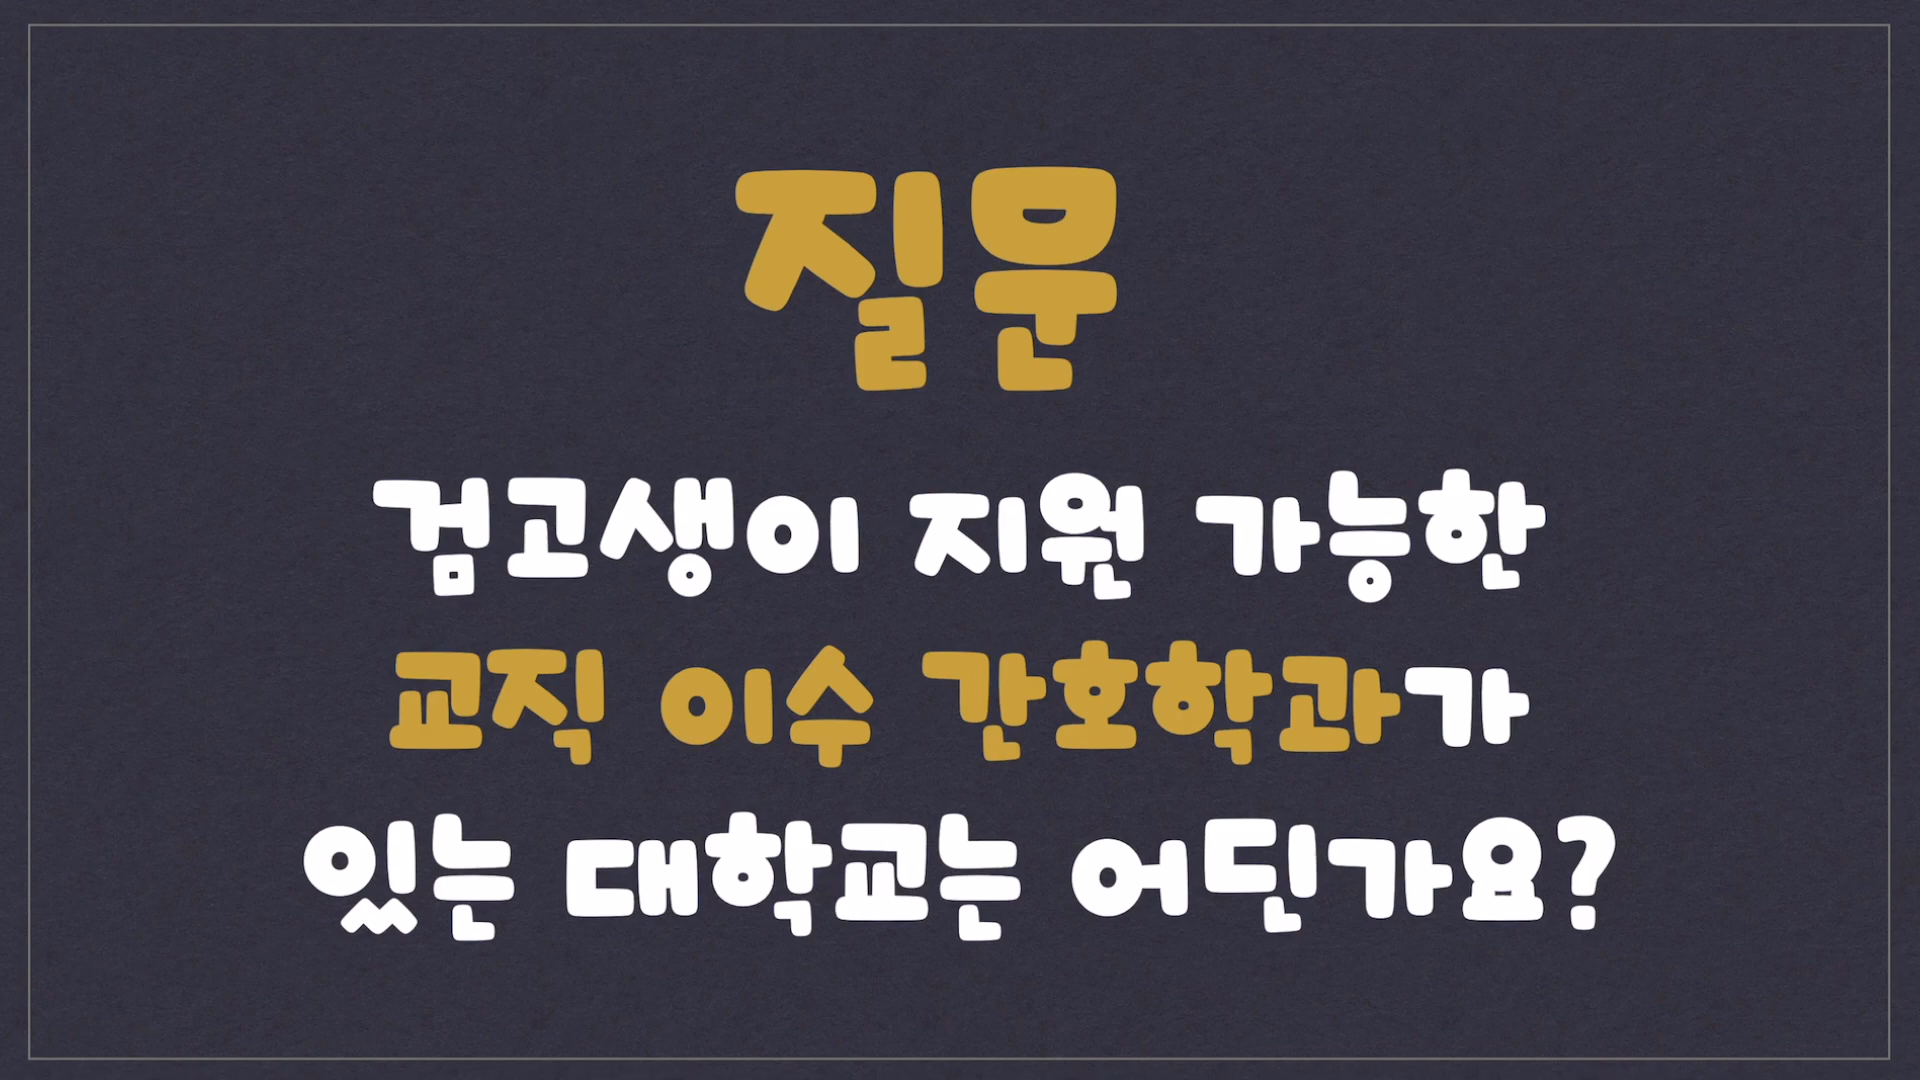 질문
검고생이 지원 가능한
교직 이수 간호학과가
있는 대학교는 어딘가요?